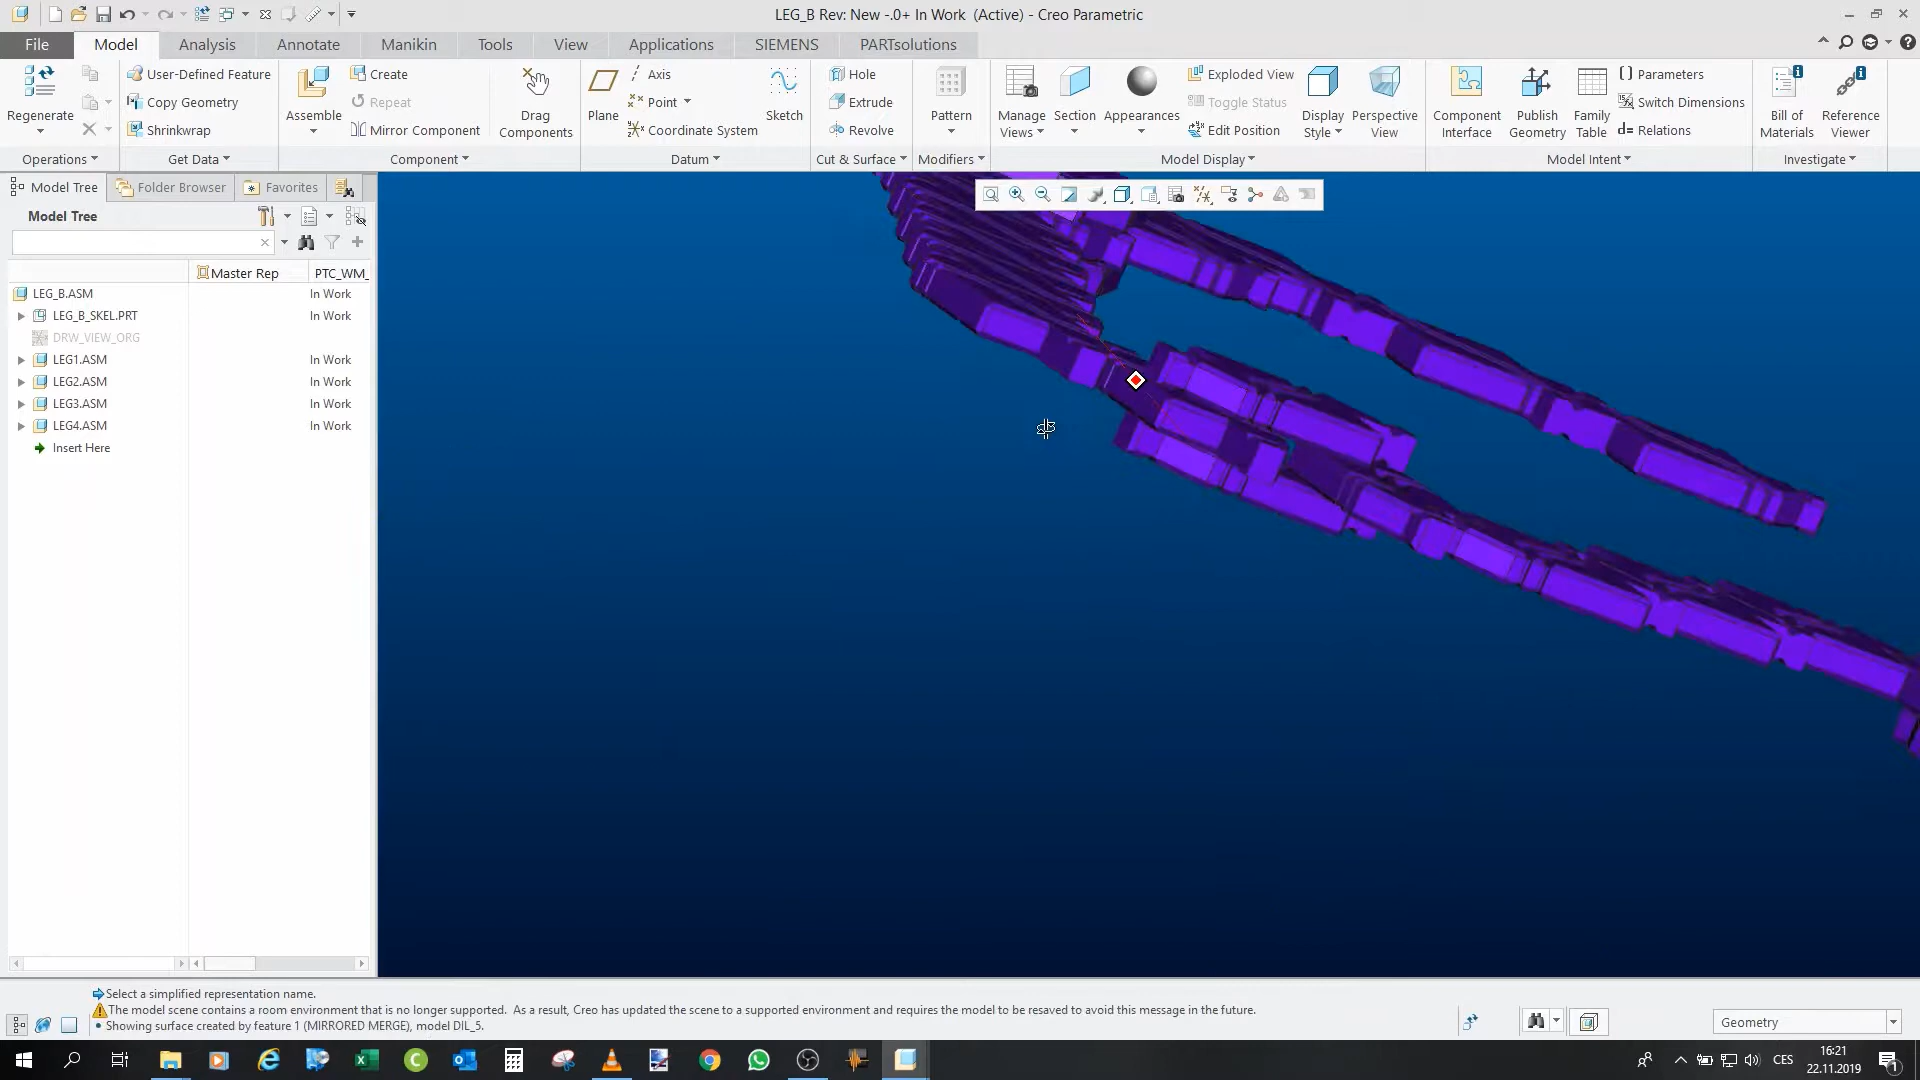 LEG_B Rev: New -.0+ In Work (Active) - Creo Parametric
File Model Analysis Annotate Manikin Tools View Applications SIEMENS PARTsolutions
Regenerate
Operations
User-Defined Feature
Copy Geometry
Shrinkwrap
Get Data
Assemble
Create
Repeat
Mirror Component
Drag Components
Component
Plane
Axis
Point
Coordinate System
Sketch
Datum
Hole
Extrude
Revolve
Cut & Surface
Pattern
Modifiers
Manage Views
Section
Appearances
Exploded View
Toggle Status
Edit Position
Display Style
Perspective View
Model Display
Component Interface
Publish Geometry
Family Table
Parameters
Switch Dimensions
d= Relations
Model Intent
Bill of Materials
Reference Viewer
Investigate
Model Tree Folder Browser Favorites
Model Tree
Master Rep PTC_WM_
LEG_B.ASM In Work
LEG_B_SKEL.PRT In Work
DRW_VIEW_ORG
LEG1.ASM In Work
LEG2.ASM In Work
LEG3.ASM In Work
LEG4.ASM In Work
Insert Here
Select a simplified representation name.
The model scene contains a room environment that is no longer supported. As a result, Creo has updated the scene to a supported environment and requires the model to be resaved to avoid this message in the future.
• Showing surface created by feature 1 (MIRRORED MERGE), model DIL_5.
Geometry
CES
16:21
22.11.2019
1